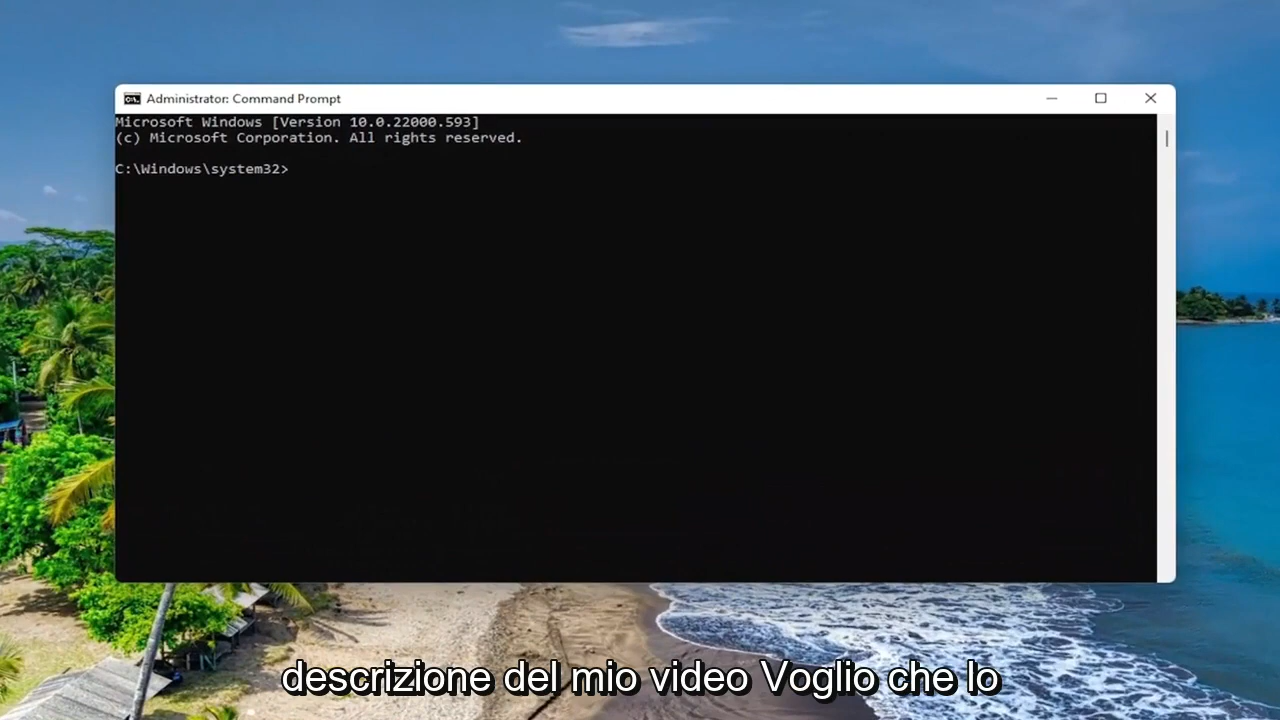 Administrator: Command Prompt
Microsoft Windows [Version 10.0.22000.593]
(c) Microsoft Corporation. All rights reserved.
C:\Windows\system32>
descrizione del mio video Voglio che lo